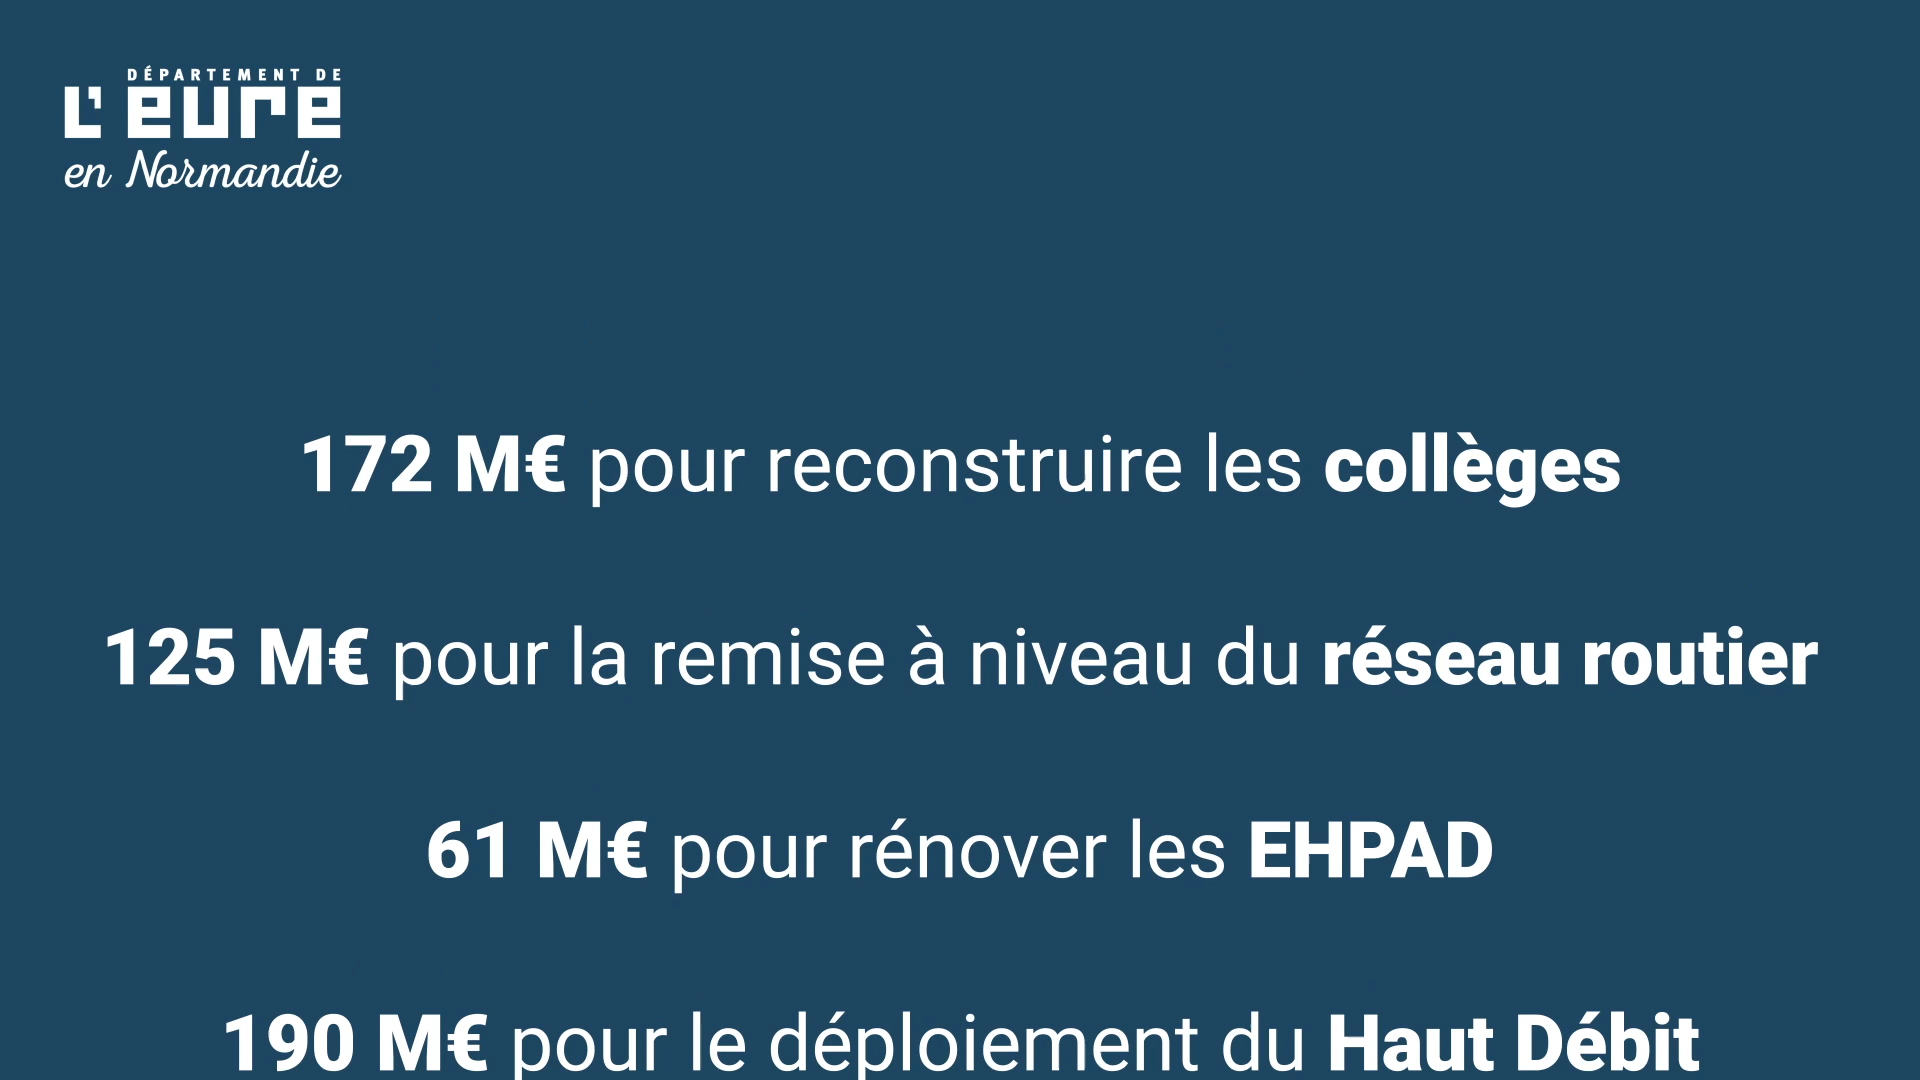 DÉPARTEMENT DE
L'eure
en Normandie
172 M€ pour reconstruire les collèges
125 M€ pour la remise à niveau du réseau routier
61 M€ pour rénover les EHPAD
190 M€ pour le déploiement du Haut Débit